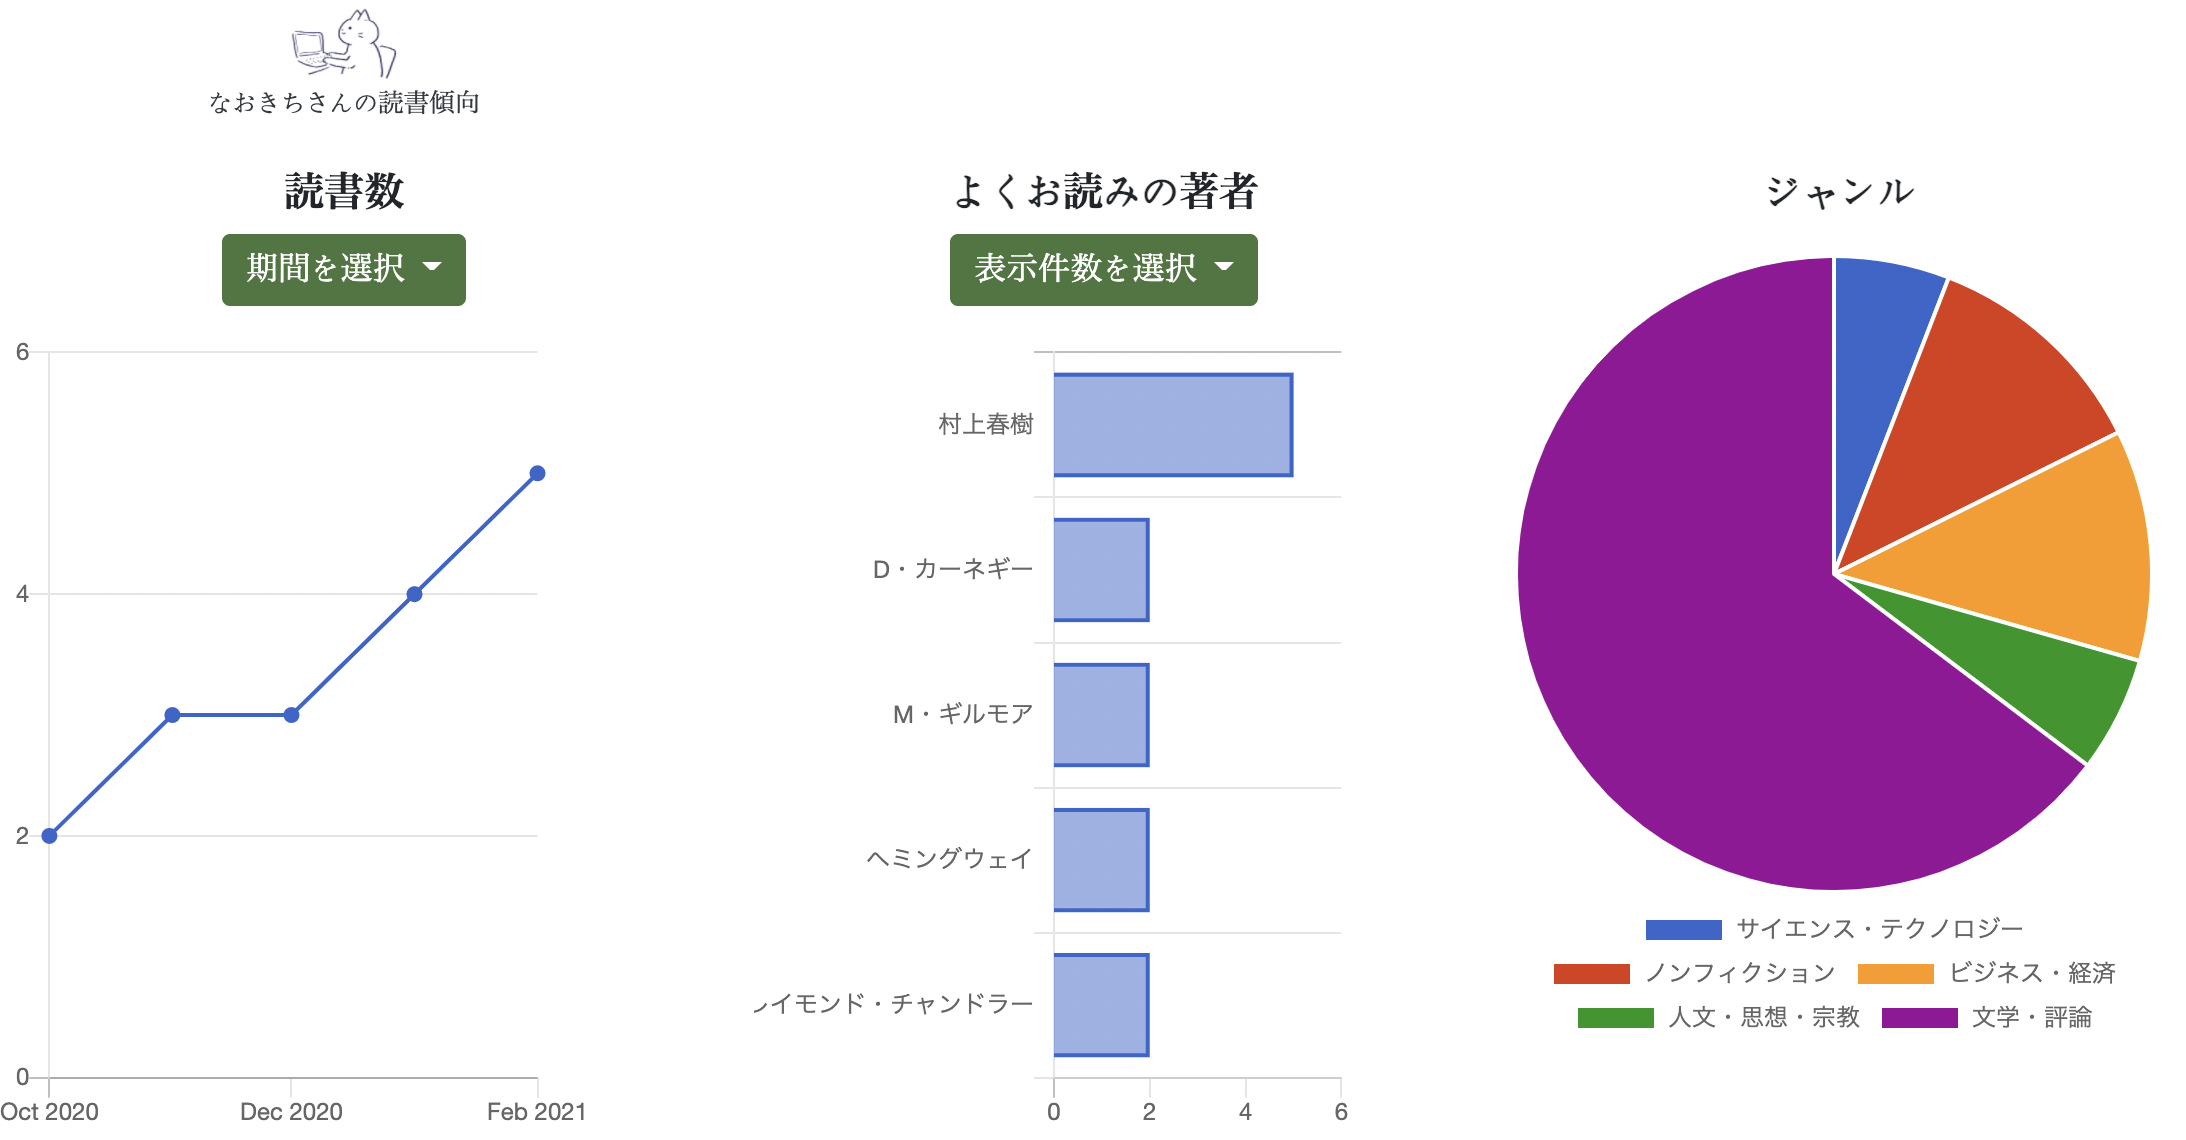 なおきちさんの読書傾向
読書数
期間を選択
6
4
2
0
Oct 2020 Dec 2020 Feb 2021
よくお読みの著者
表示件数を選択
村上春樹
D・カーネギー
M・ギルモア
ヘミングウェイ
イモンド・チャンドラー
0 2 4 6
ジャンル
サイエンス・テクノロジー
ノンフィクション ビジネス・経済
人文・思想・宗教 文学・評論